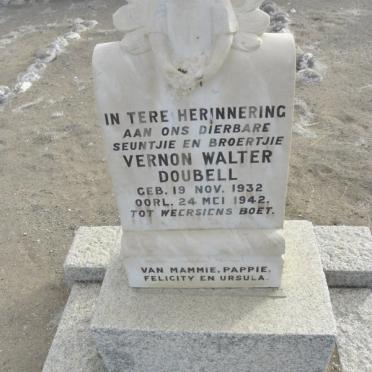 IN TERE HERINNERING
AAN ONS DIERBARE
SEUNTJIE EN BROERTJIE
VERNON WALTER
DOUBELL
GEB. 19 NOV. 1932
OORL. 24 MEI 1942.
TOT WEERSIENS BOET.
VAN MAMMIE, PAPPIE,
FELICITY EN URSULA.